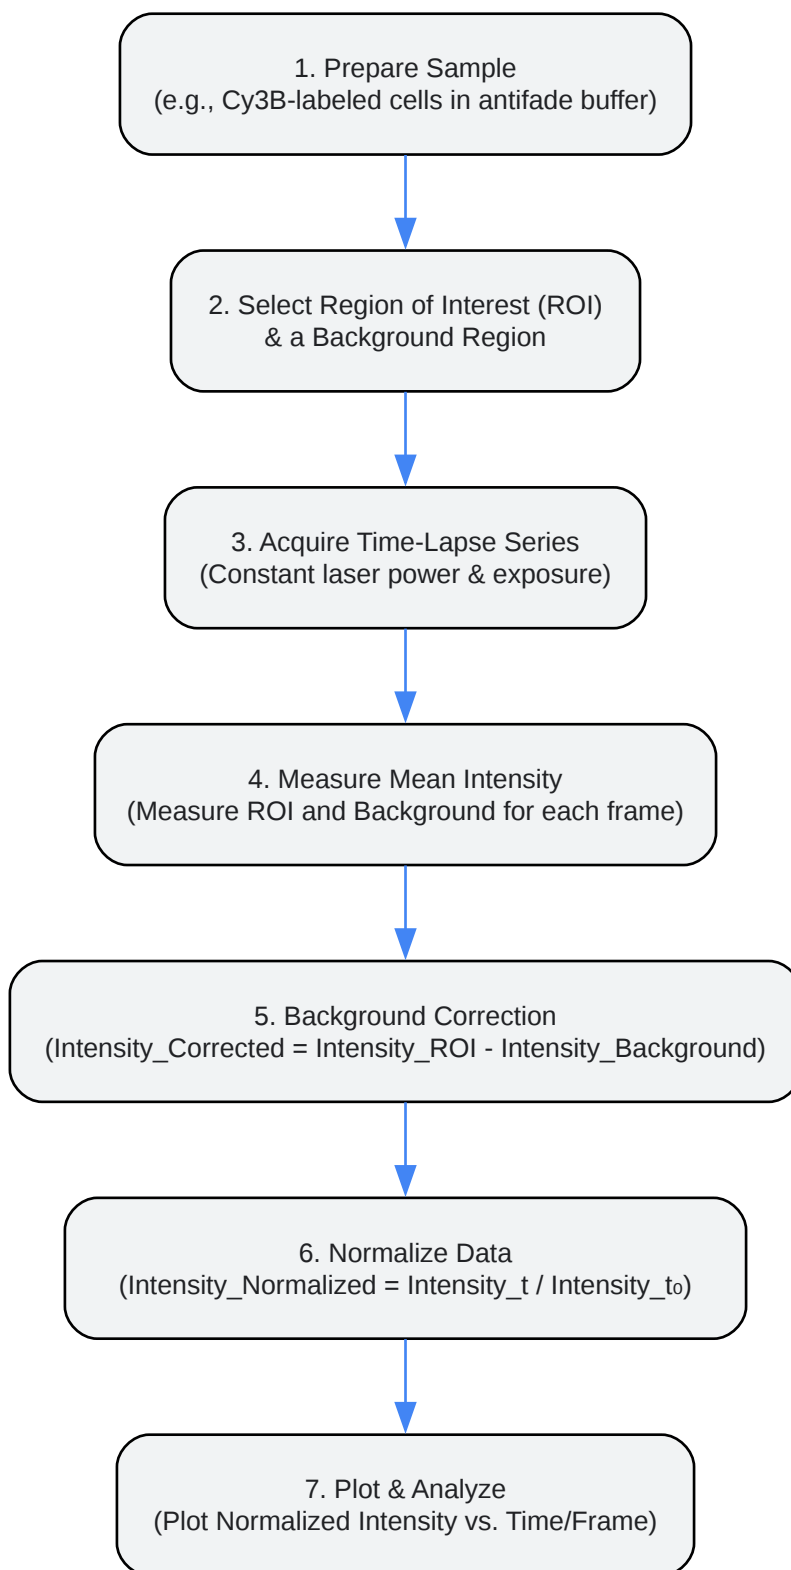 1. Prepare Sample
(e.g., Cy3B-labeled cells in antifade buffer)
2. Select Region of Interest (ROI)
& a Background Region
3. Acquire Time-Lapse Series
(Constant laser power & exposure)
4. Measure Mean Intensity
(Measure ROI and Background for each frame)
5. Background Correction
(Intensity_Corrected = Intensity_ROI - Intensity_Background)
6. Normalize Data
(Intensity_Normalized = Intensity_t / Intensity_t₀)
7. Plot & Analyze
(Plot Normalized Intensity vs. Time/Frame)